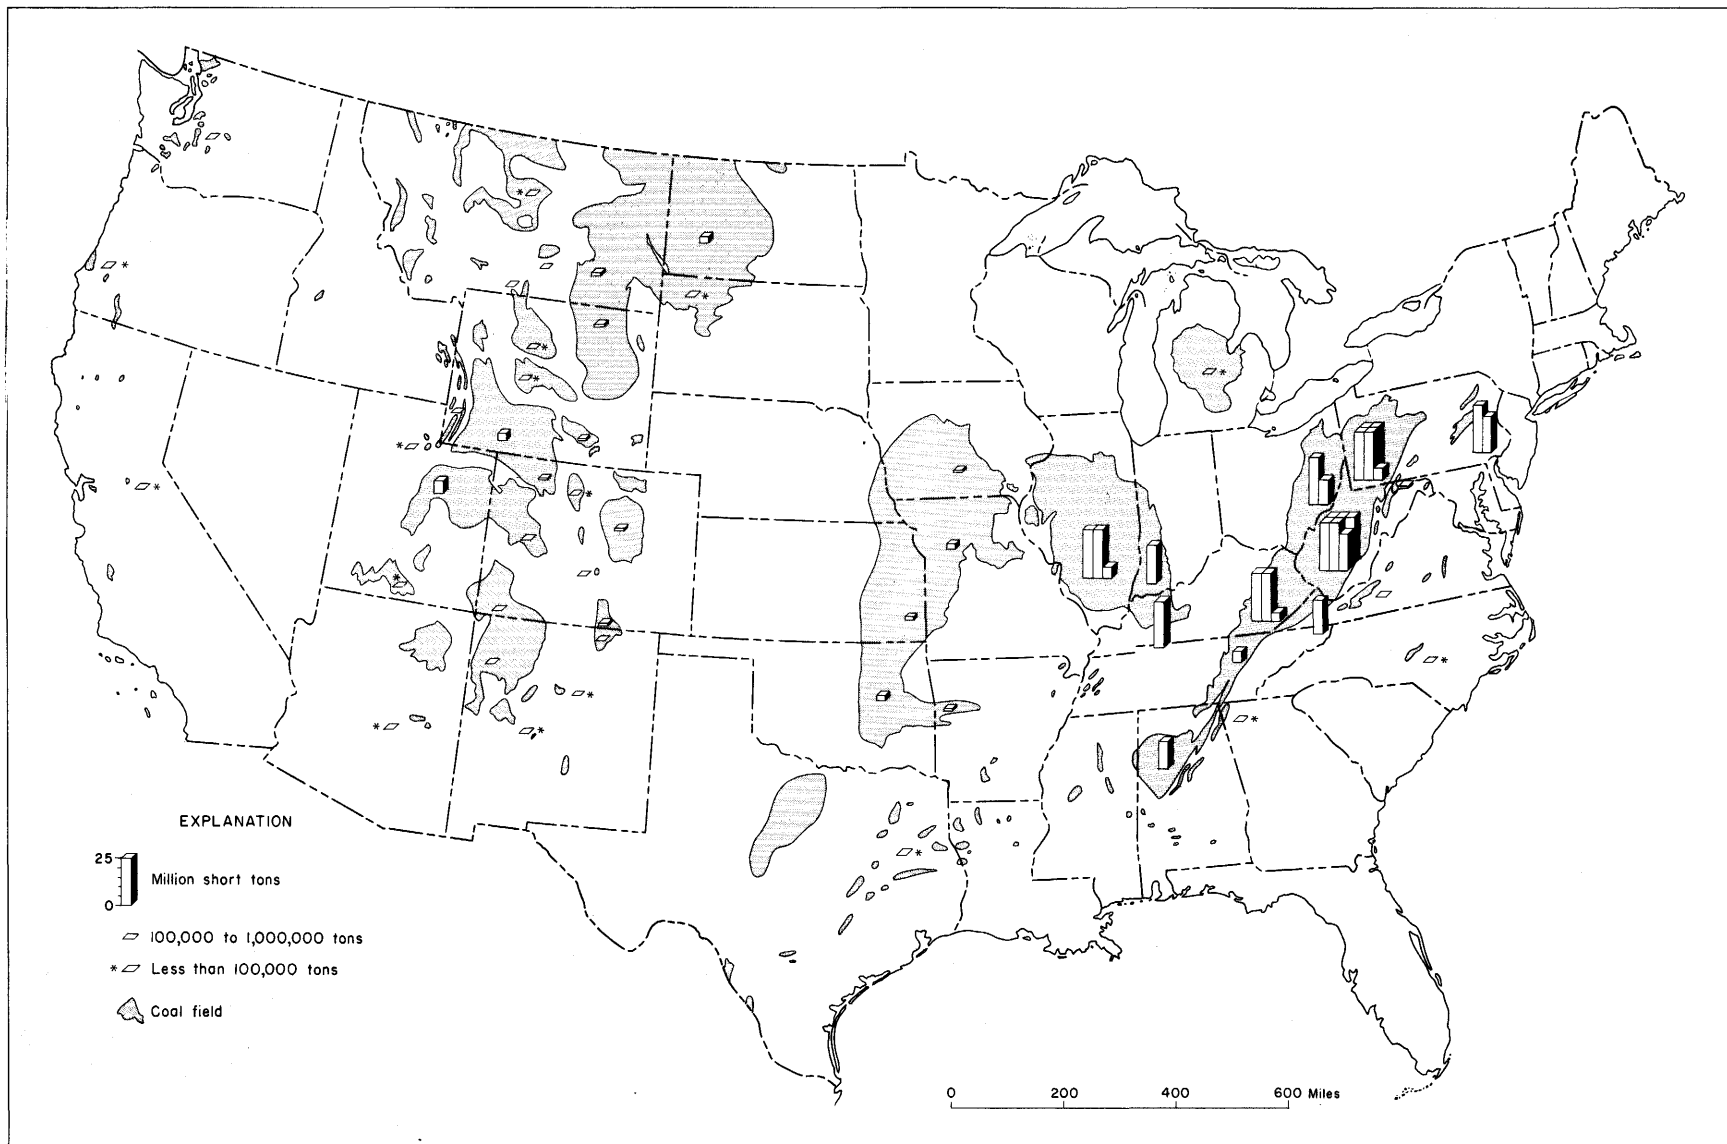 EXPLANATION
25
0
Million short tons
100,000 to 1,000,000 tons
* Less than 100,000 tons
Coal field
0 200 400 600 Miles